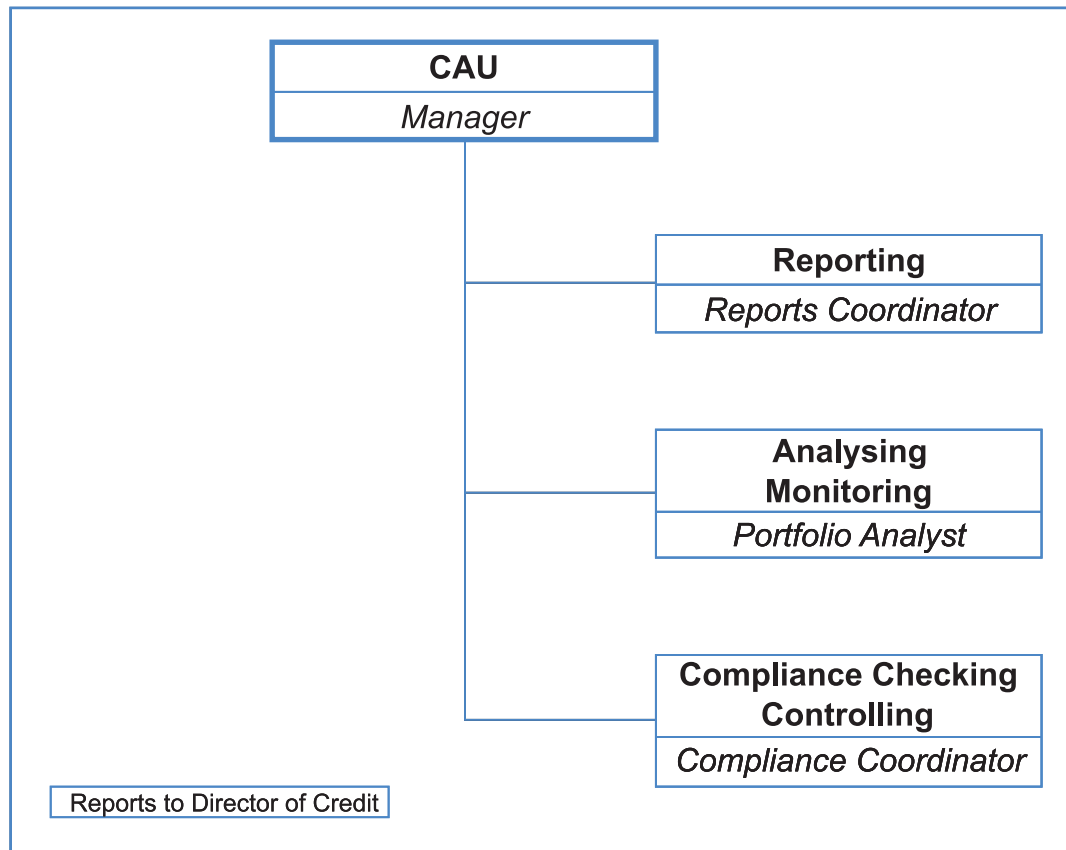 CAU
Manager
Reporting
Reports Coordinator
Analysing
Monitoring
Portfolio Analyst
Compliance Checking
Controlling
Compliance Coordinator
Reports to Director of Credit